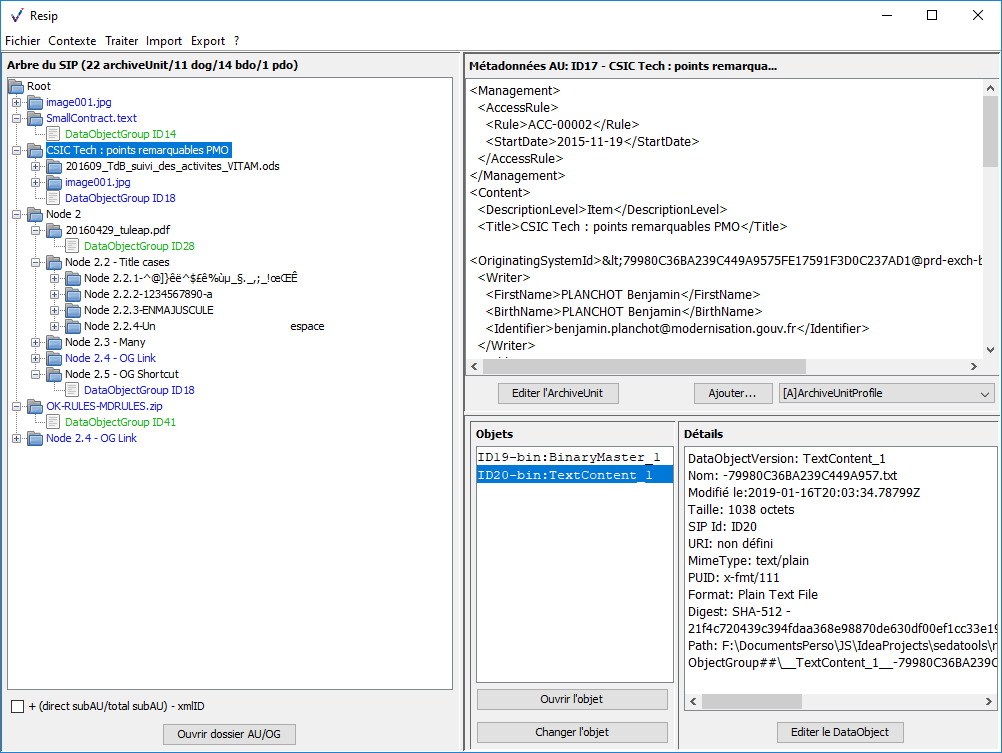 Resip
Fichier Contexte Traiter Import Export ?
Arbre du SIP (22 archiveUnit/11 dog/14 bdo/1 pdo)
Root
image001.jpg
SmallContract.text
DataObjectGroup ID14
CSIC Tech : points remarquables PMO
201609_TdB_suivi_des_activites_VITAM.ods
image001.jpg
DataObjectGroup ID18
Node 2
20160429_tuleap.pdf
DataObjectGroup ID28
Node 2.2 - Title cases
Node 2.2.1-^@]}êë^$£ê%ùµ_§._,;_!œŒÊ
Node 2.2.2-1234567890-a
Node 2.2.3-ENMAJUSCULE
Node 2.2.4-Un espace
Node 2.3 - Many
Node 2.4 - OG Link
Node 2.5 - OG Shortcut
DataObjectGroup ID18
OK-RULES-MDRULES.zip
DataObjectGroup ID41
Node 2.4 - OG Link
+ (direct subAU/total subAU) - xmlID
Ouvrir dossier AU/OG
Métadonnées AU: ID17 - CSIC Tech : points remarqua...
<Management>
<AccessRule>
<Rule>ACC-00002</Rule>
<StartDate>2015-11-19</StartDate>
</AccessRule>
</Management>
<Content>
<DescriptionLevel>Item</DescriptionLevel>
<Title>CSIC Tech : points remarquables PMO</Title>
<OriginatingSystemId>&lt;79980C36BA239C449A9575FE17591F3D0C237AD1@prd-exch-b
<Writer>
<FirstName>PLANCHOT Benjamin</FirstName>
<BirthName>PLANCHOT Benjamin</BirthName>
<Identifier>benjamin.planchot@modernisation.gouv.fr</Identifier>
</Writer>
Editer l'ArchiveUnit
Ajouter...
[A]ArchiveUnitProfile
Objets
ID19-bin:BinaryMaster_1
ID20-bin:TextContent_1
Ouvrir l'objet
Changer l'objet
Détails
DataObjectVersion: TextContent_1
Nom: -79980C36BA239C449A957.txt
Modifié le:2019-01-16T20:03:34.78799Z
Taille: 1038 octets
SIP Id: ID20
URI: non défini
MimeType: text/plain
PUID: x-fmt/111
Format: Plain Text File
Digest: SHA-512 -
21f4c720439c394fdaa368e98870de630df00ef1cc33e19
Path: F:\DocumentsPerso\JS\IdeaProjects\sedatools\r
ObjectGroup##\__TextContent_1__-79980C36BA239C
Editer le DataObject